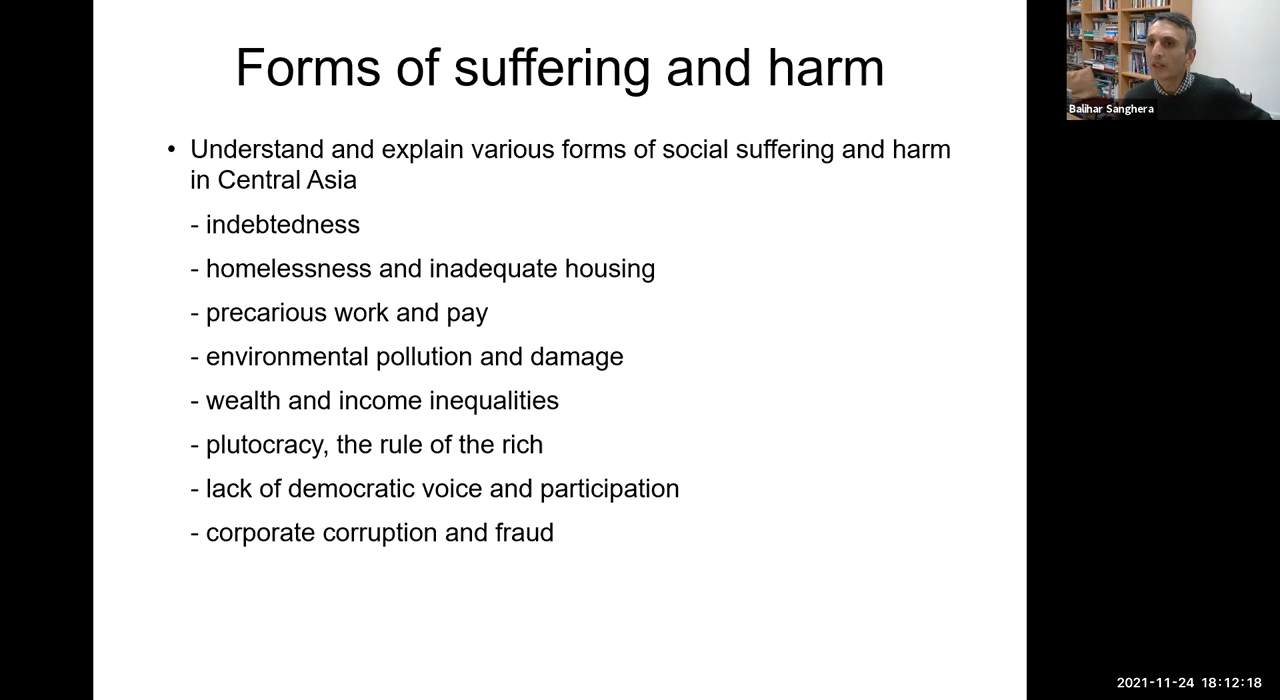 Forms of suffering and harm
• Understand and explain various forms of social suffering and harm
in Central Asia
- indebtedness
- homelessness and inadequate housing
- precarious work and pay
- environmental pollution and damage
- wealth and income inequalities
- plutocracy, the rule of the rich
- lack of democratic voice and participation
- corporate corruption and fraud
Balihar Sanghera
2021-11-24 18:12:18